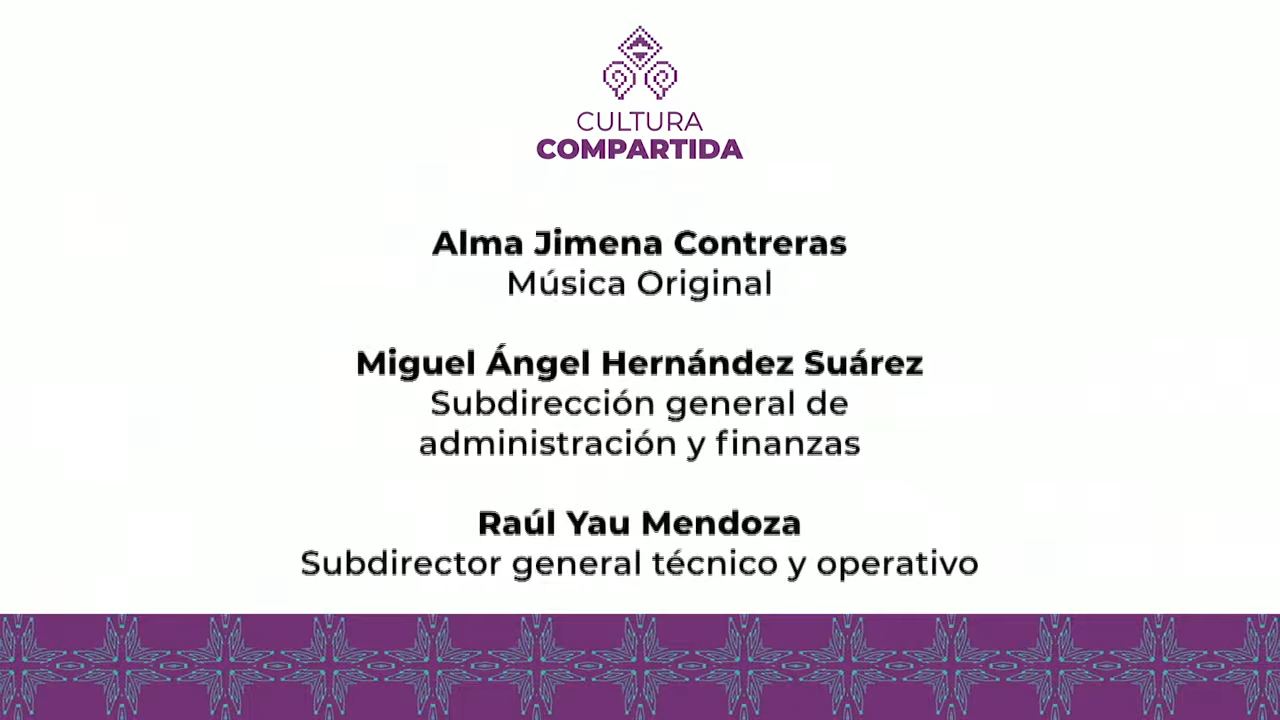 CULTURA
COMPARTIDA
Alma Jimena Contreras
Música Original
Miguel Ángel Hernández Suárez
Subdirección general de
administración y finanzas
Raúl Yau Mendoza
Subdirector general técnico y operativo